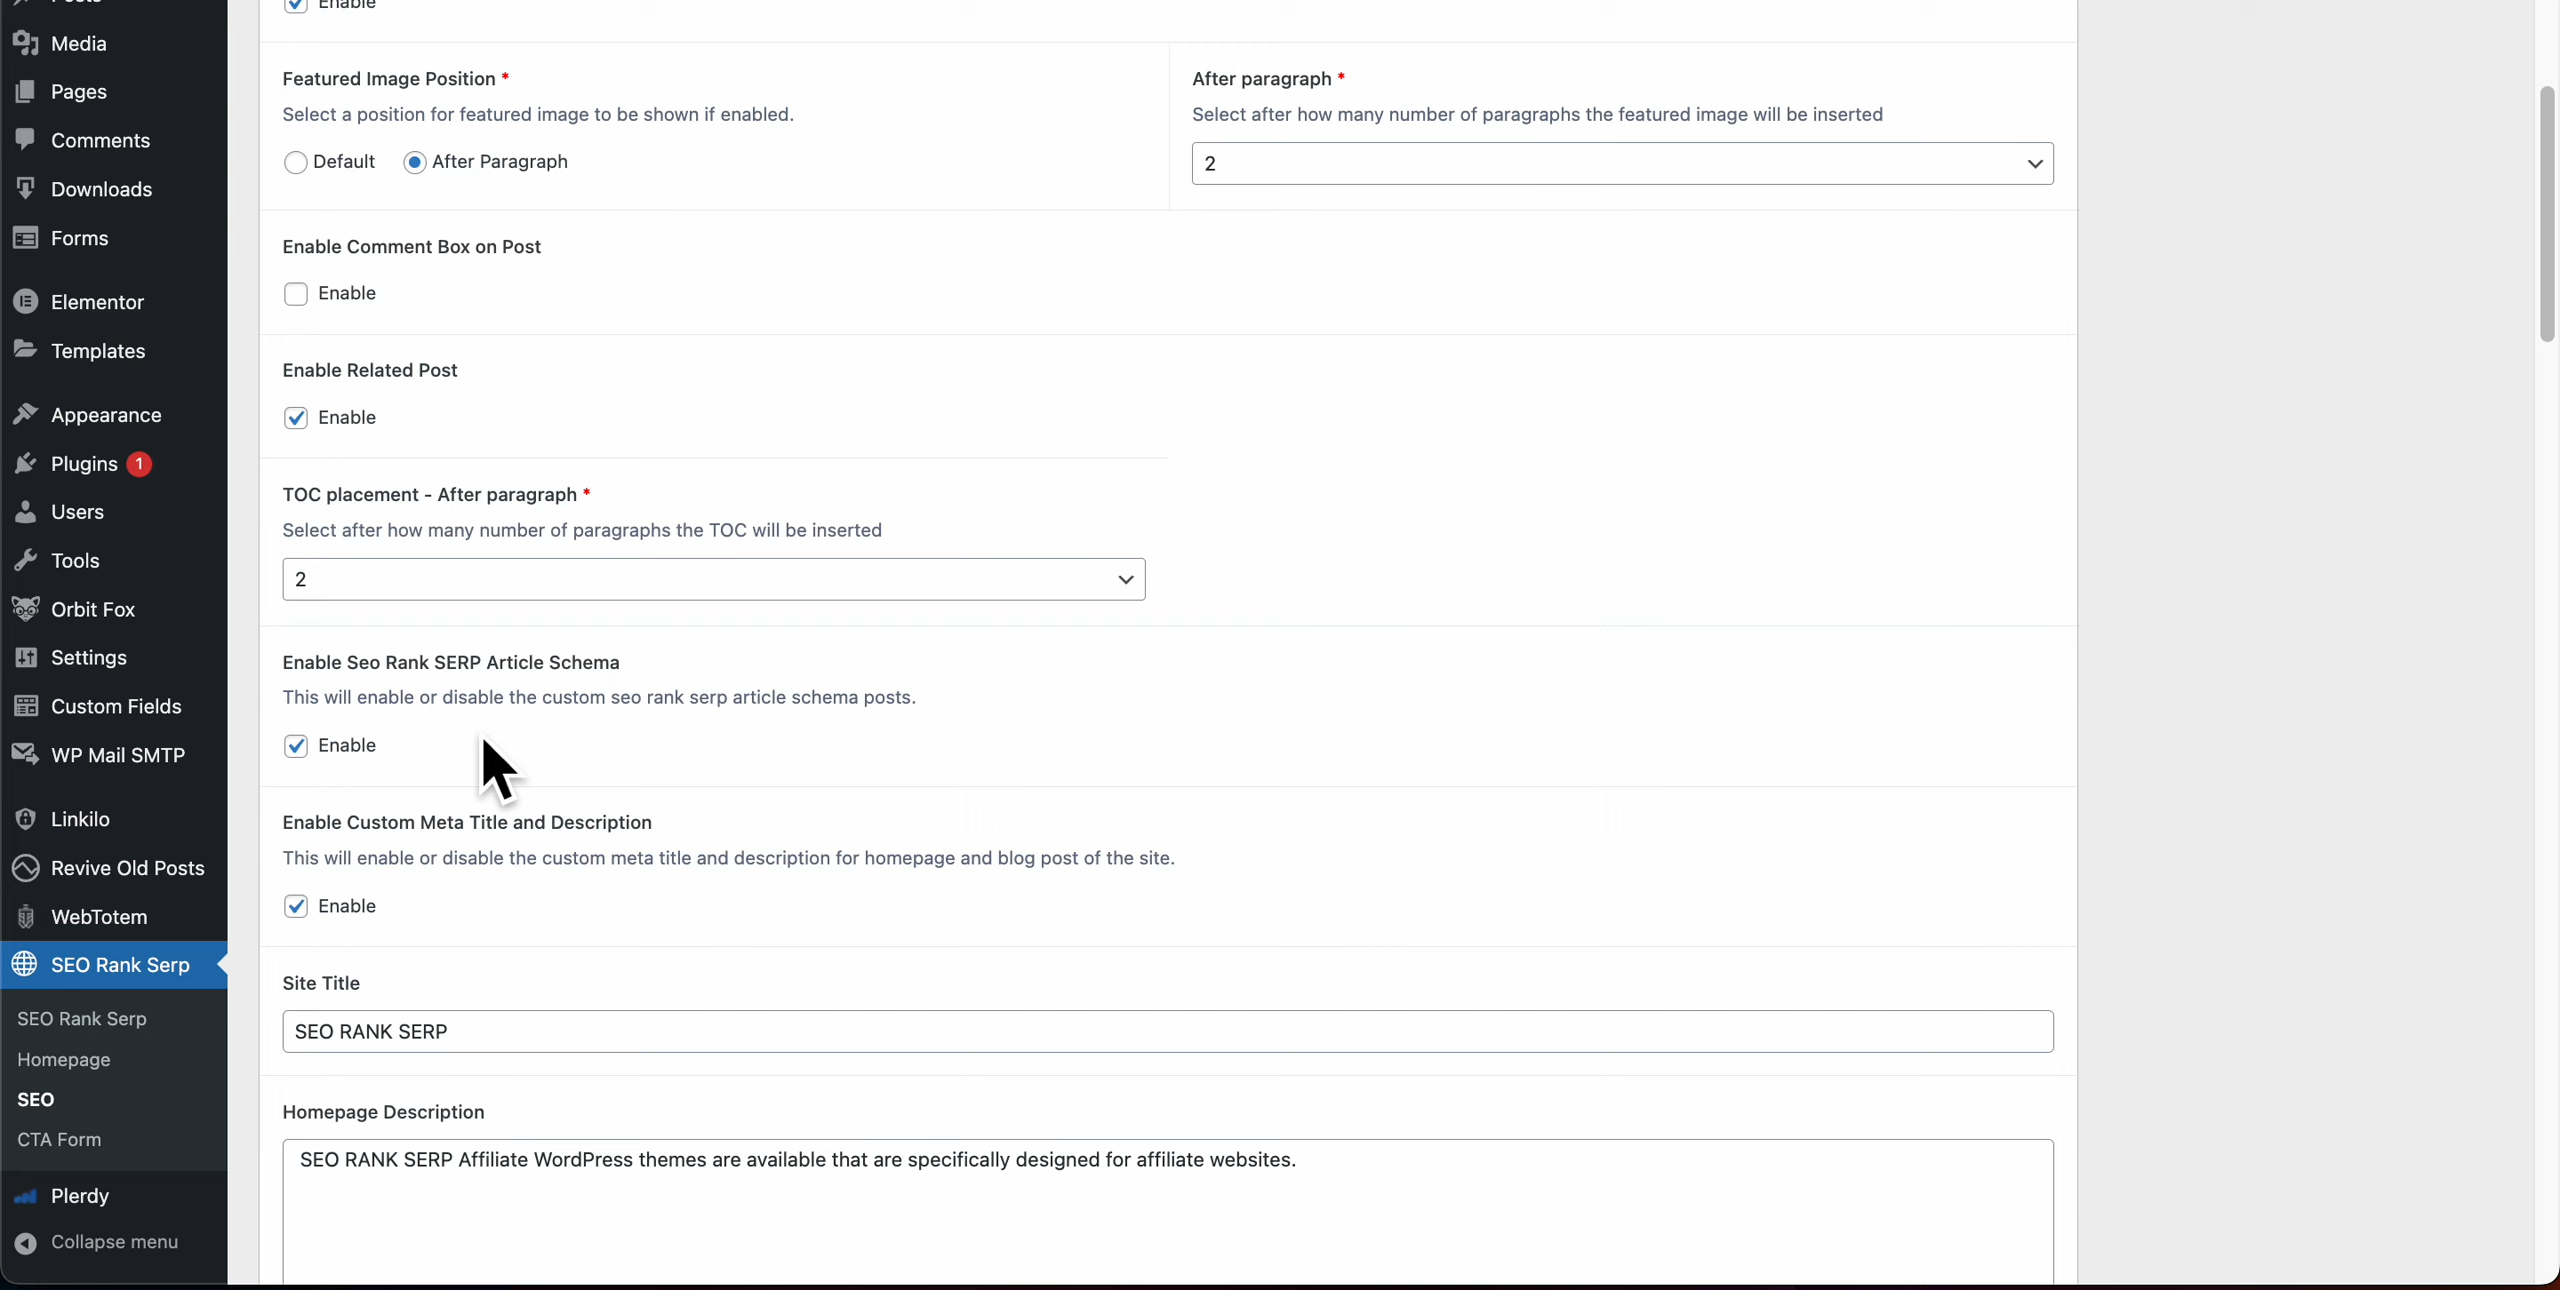 Media
Pages
Comments
Downloads
Forms
Elementor
Templates
Appearance
Plugins 1
Users
Tools
Orbit Fox
Settings
Custom Fields
WP Mail SMTP
Linkilo
Revive Old Posts
WebTotem
SEO Rank Serp
SEO Rank Serp
Homepage
SEO
CTA Form
Plerdy
Collapse menu
Enable
Featured Image Position *
Select a position for featured image to be shown if enabled.
Default After Paragraph
After paragraph *
Select after how many number of paragraphs the featured image will be inserted
2
Enable Comment Box on Post
Enable
Enable Related Post
Enable
TOC placement - After paragraph *
Select after how many number of paragraphs the TOC will be inserted
2
Enable Seo Rank SERP Article Schema
This will enable or disable the custom seo rank serp article schema posts.
Enable
Enable Custom Meta Title and Description
This will enable or disable the custom meta title and description for homepage and blog post of the site.
Enable
Site Title
SEO RANK SERP
Homepage Description
SEO RANK SERP Affiliate WordPress themes are available that are specifically designed for affiliate websites.